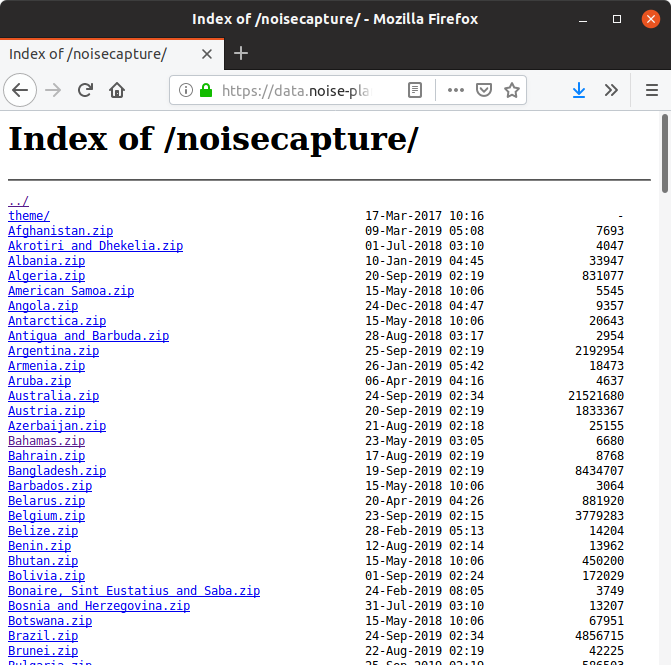 Index of /noisecapture/ - Mozilla Firefox
Index of /noisecapture/
https://data.noise-pla
Index of /noisecapture/
../
theme/ 17-Mar-2017 10:16 -
Afghanistan.zip 09-Mar-2019 05:08 7693
Akrotiri and Dhekelia.zip 01-Jul-2018 03:10 4047
Albania.zip 10-Jan-2019 04:45 33947
Algeria.zip 20-Sep-2019 02:19 831077
American Samoa.zip 15-May-2018 10:06 5545
Angola.zip 24-Dec-2018 04:47 9357
Antarctica.zip 15-May-2018 10:06 20643
Antigua and Barbuda.zip 28-Aug-2018 03:17 2954
Argentina.zip 25-Sep-2019 02:19 2192954
Armenia.zip 26-Jan-2019 05:42 18473
Aruba.zip 06-Apr-2019 04:16 4637
Australia.zip 24-Sep-2019 02:34 21521680
Austria.zip 20-Sep-2019 02:19 1833367
Azerbaijan.zip 21-Aug-2019 02:18 25155
Bahamas.zip 23-May-2019 03:05 6680
Bahrain.zip 17-Aug-2019 02:19 8768
Bangladesh.zip 19-Sep-2019 02:19 8434707
Barbados.zip 15-May-2018 10:06 3064
Belarus.zip 20-Apr-2019 04:26 881920
Belgium.zip 23-Sep-2019 02:15 3779283
Belize.zip 28-Feb-2019 05:13 14204
Benin.zip 12-Aug-2019 02:14 13962
Bhutan.zip 15-May-2018 10:06 450200
Bolivia.zip 01-Sep-2019 02:24 172029
Bonaire, Sint Eustatius and Saba.zip 24-Feb-2019 08:05 3749
Bosnia and Herzegovina.zip 31-Jul-2019 03:10 13207
Botswana.zip 15-May-2018 10:06 67951
Brazil.zip 24-Sep-2019 02:34 4856715
Brunei.zip 22-Aug-2019 02:19 42225
Bulgaria.zip 25-Sep-2019 02:19 586503